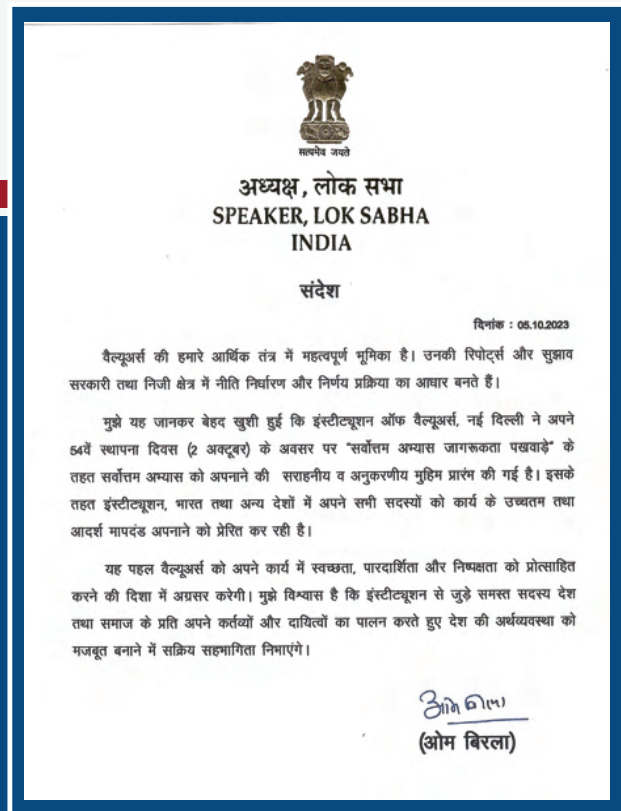 सत्यमेव जयते
अध्यक्ष, लोक सभा
SPEAKER, LOK SABHA
INDIA
संदेश
दिनांक : 05.10.2023
वैल्यूअर्स की हमारे आर्थिक तंत्र में महत्वपूर्ण भूमिका है। उनकी रिपोर्ट्स और सुझाव
सरकारी तथा निजी क्षेत्र में नीति निर्धारण और निर्णय प्रक्रिया का आधार बनते हैं।
मुझे यह जानकर बेहद खुशी हुई कि इंस्टीट्यूशन ऑफ वैल्यूअर्स, नई दिल्ली ने अपने
54वें स्थापना दिवस (2 अक्टूबर) के अवसर पर "सर्वोत्तम अभ्यास जागरूकता पखवाड़े" के
तहत सर्वोत्तम अभ्यास को अपनाने की सराहनीय व अनुकरणीय मुहिम प्रारंभ की गई है। इसके
तहत इंस्टीट्यूशन, भारत तथा अन्य देशों में अपने सभी सदस्यों को कार्य के उच्चतम तथा
आदर्श मापदंड अपनाने को प्रेरित कर रही है।
यह पहल वैल्यूअर्स को अपने कार्य में स्वच्छता, पारदर्शिता और निष्पक्षता को प्रोत्साहित
करने की दिशा में अग्रसर करेगी। मुझे विश्वास है कि इंस्टीट्यूशन से जुड़े समस्त सदस्य देश
तथा समाज के प्रति अपने कर्तव्यों और दायित्वों का पालन करते हुए देश की अर्थव्यवस्था को
मजबूत बनाने में सक्रिय सहभागिता निभाएंगे।
ओम बिरला
(ओम बिरला)